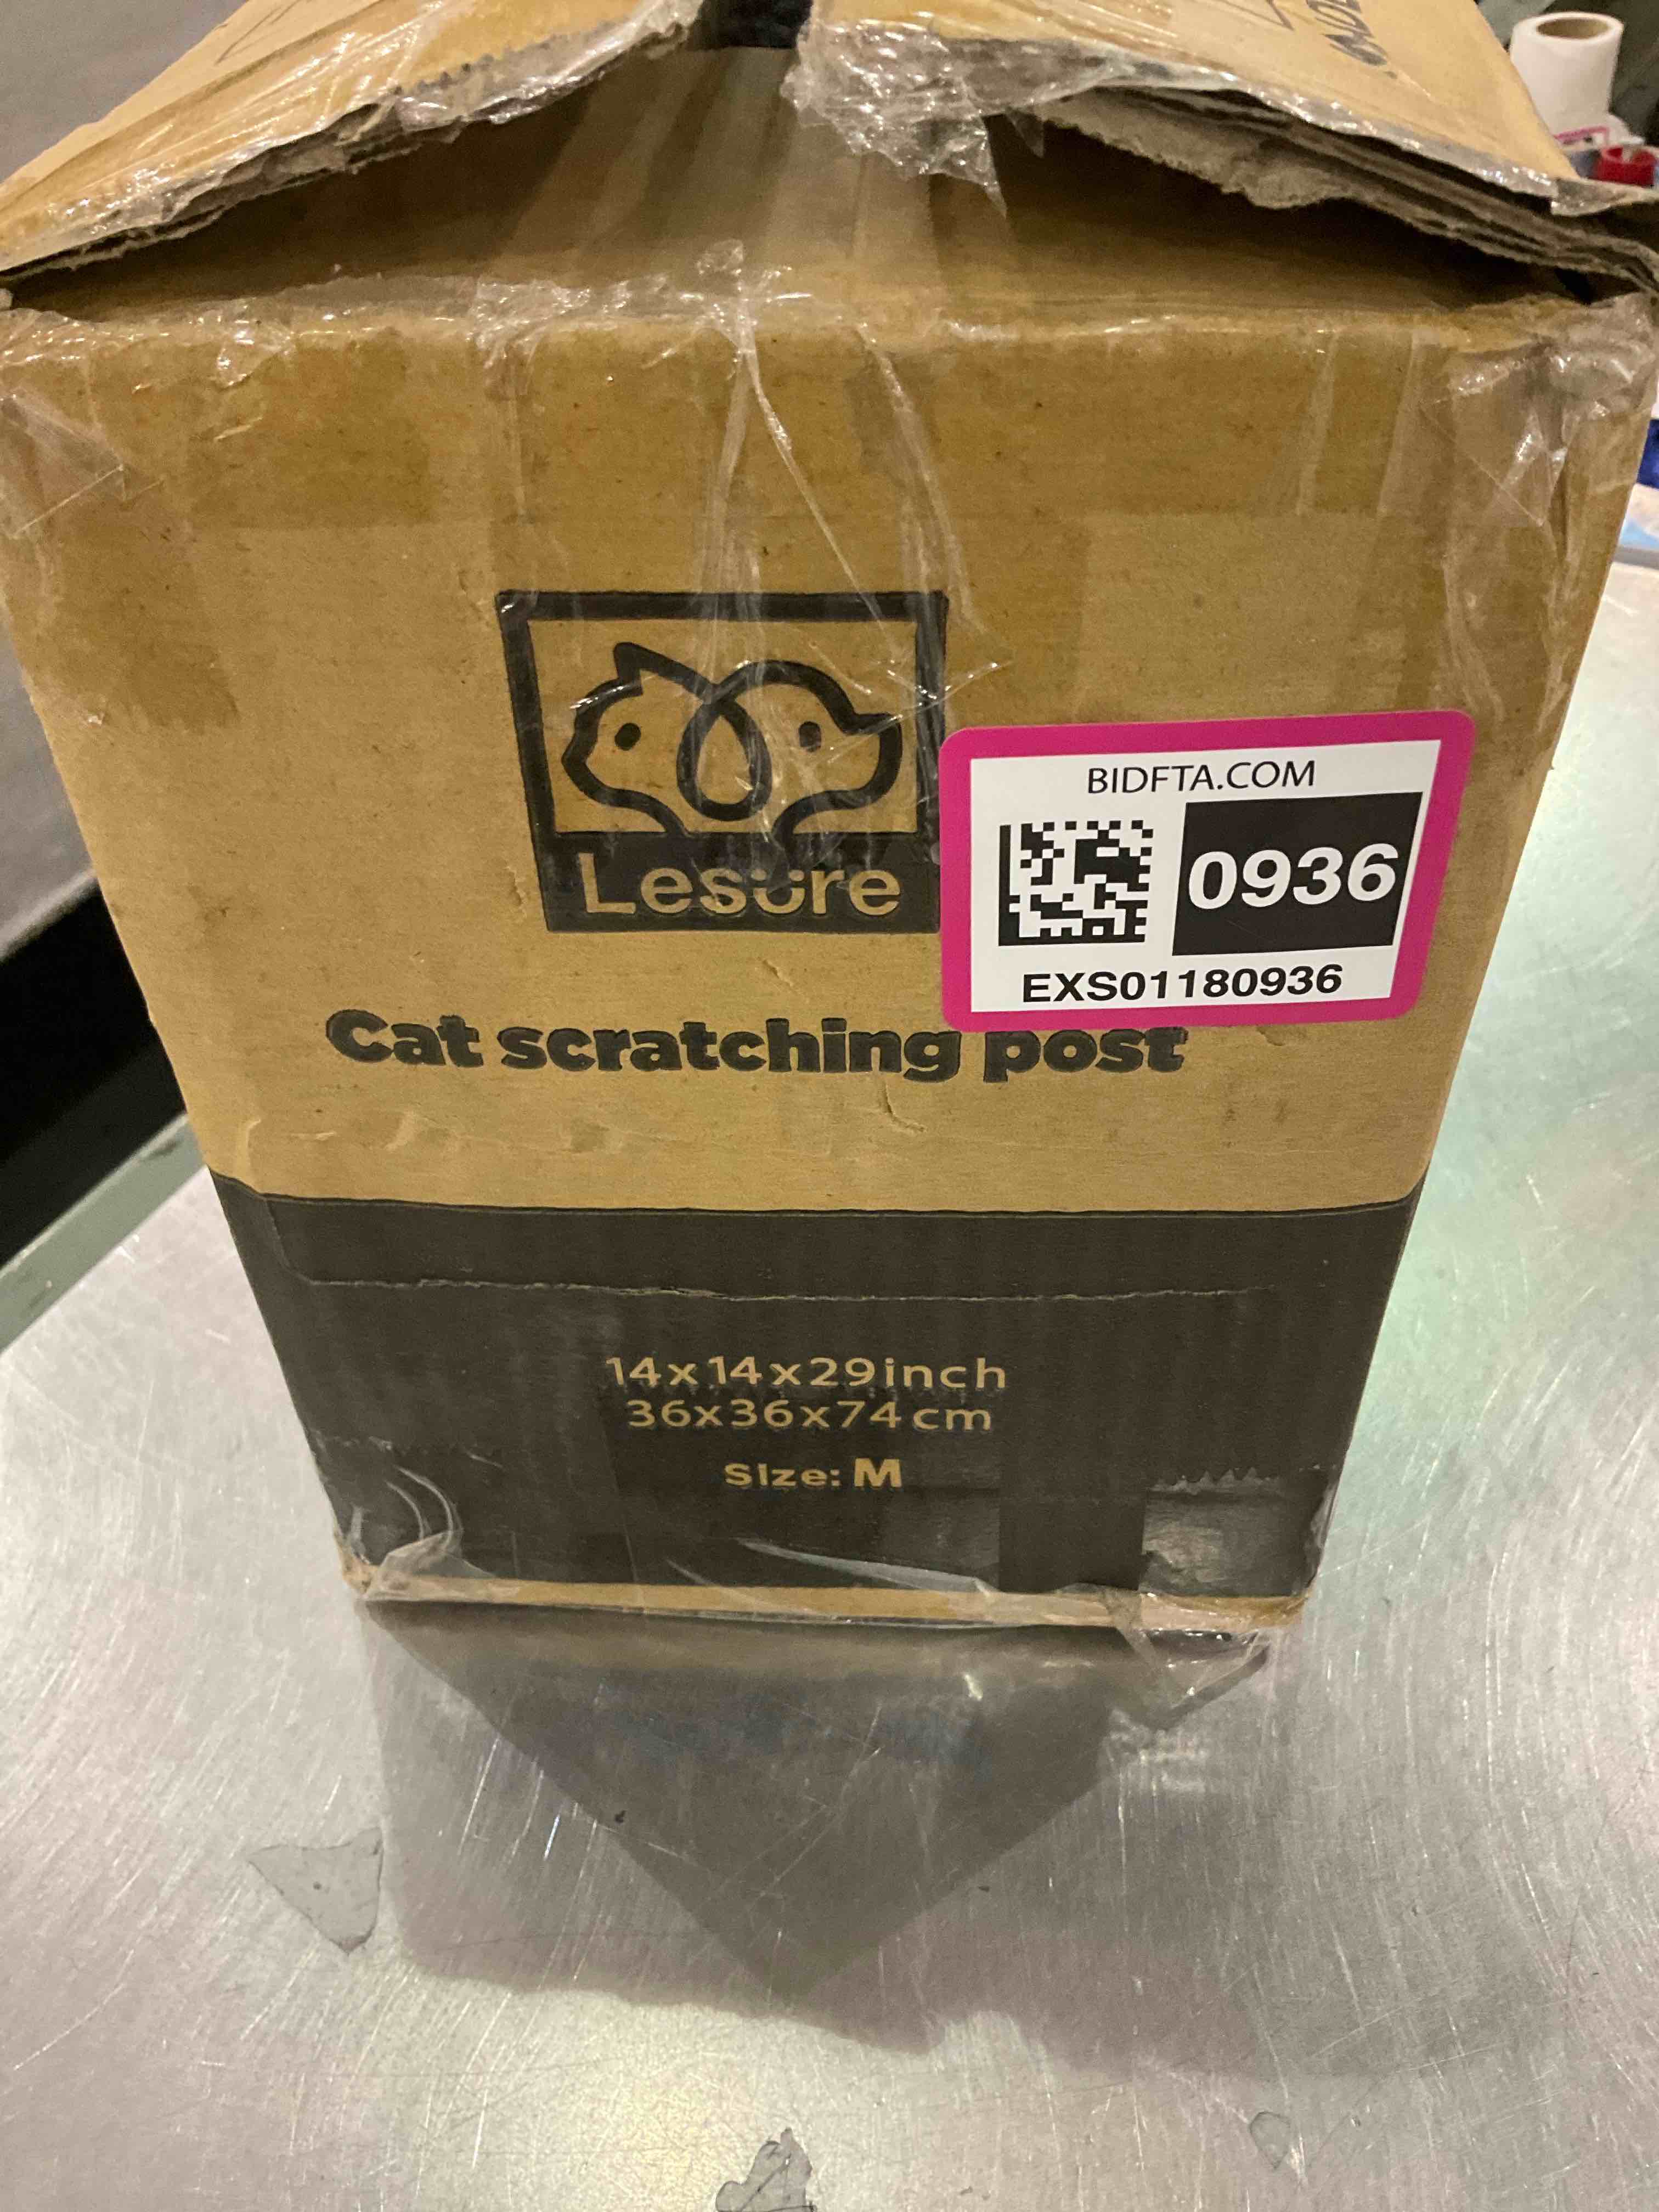 Lesure
BIDFTA.COM
0936
EXS01180936
Cat scratching post
14x14x29inch
36x36x74cm
SIze: M